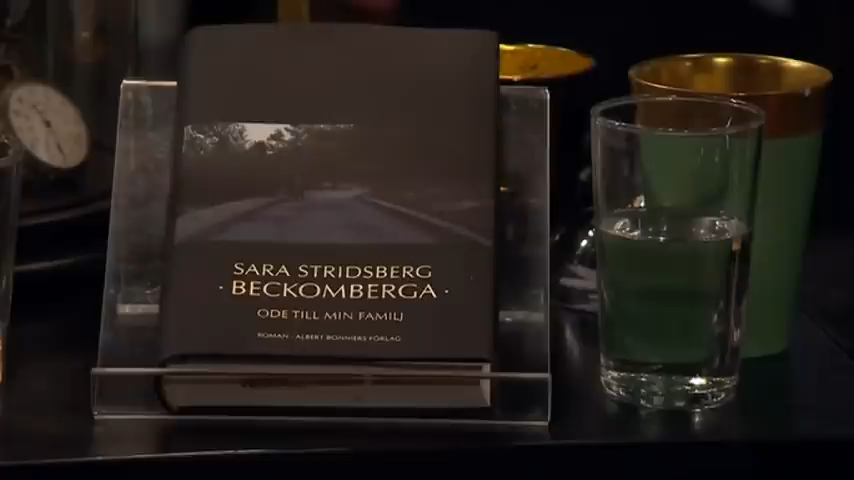 SARA STRIDSBERG
· BECKOMBERGA ·
ODE TILL MIN FAMILJ
ROMAN · ALBERT BONNIERS FÖRLAG